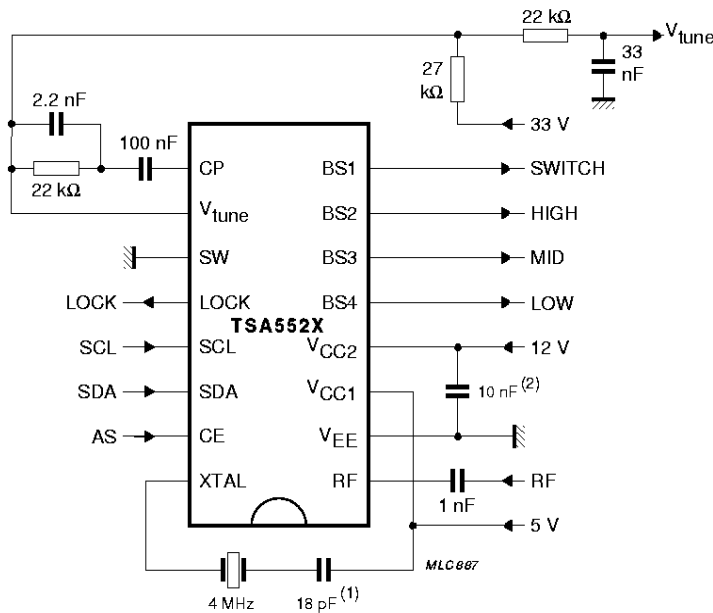 22 kΩ
Vtune
33
nF
27
kΩ
33 V
2.2 nF
100 nF
22 kΩ
CP
BS1
SWITCH
Vtune
BS2
HIGH
SW
BS3
MID
LOCK
LOCK
BS4
LOW
TSA552X
SCL
SCL
VCC2
12 V
SDA
SDA
VCC1
10 nF(2)
AS
CE
VEE
XTAL
RF
1 nF
RF
5 V
4 MHz
18 pF(1)
MLC887